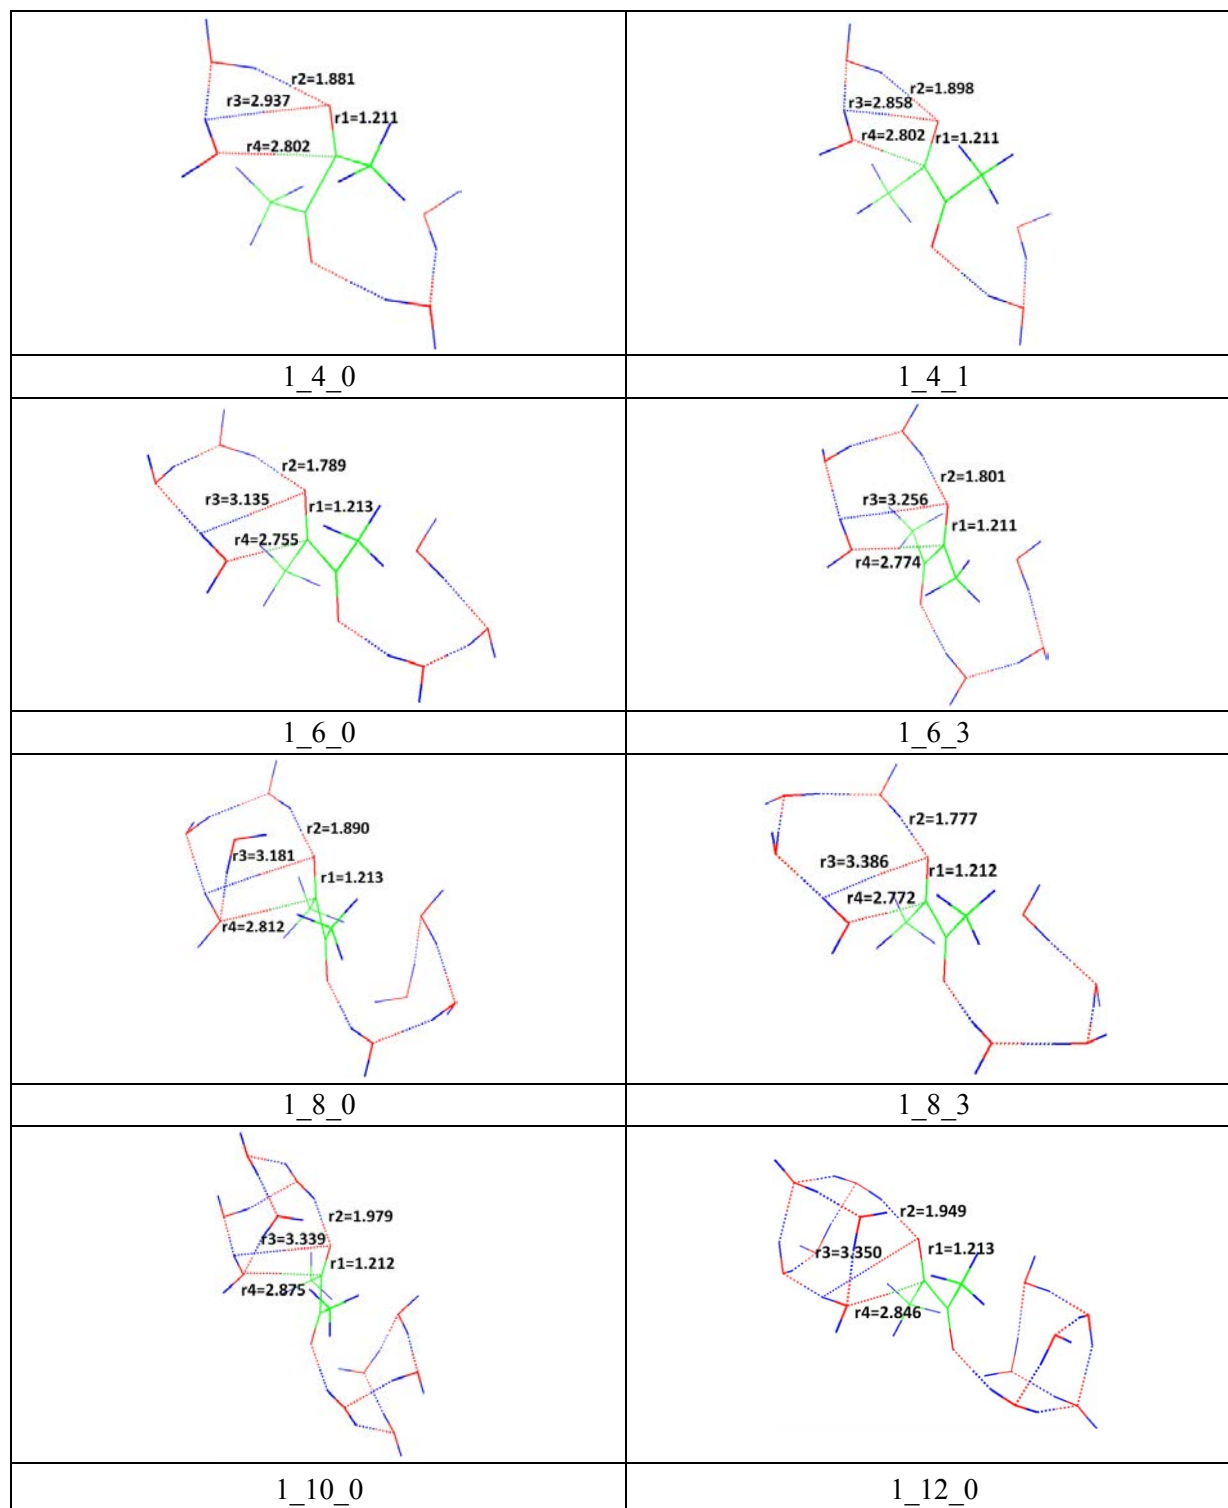 r2=1.881
r3=2.937
r1=1.211
r4=2.802
1_4_0
r2=1.898
r3=2.858
r1=1.211
r4=2.802
1_4_1
r2=1.789
r3=3.135
r1=1.213
r4=2.755
1_6_0
r2=1.801
r3=3.256
r1=1.211
r4=2.774
1_6_3
r2=1.890
r3=3.181
r1=1.213
r4=2.812
1_8_0
r2=1.777
r3=3.386
r1=1.212
r4=2.772
1_8_3
r2=1.979
r3=3.339
r1=1.212
r4=2.875
1_10_0
r2=1.949
r3=3.350
r1=1.213
r4=2.846
1_12_0